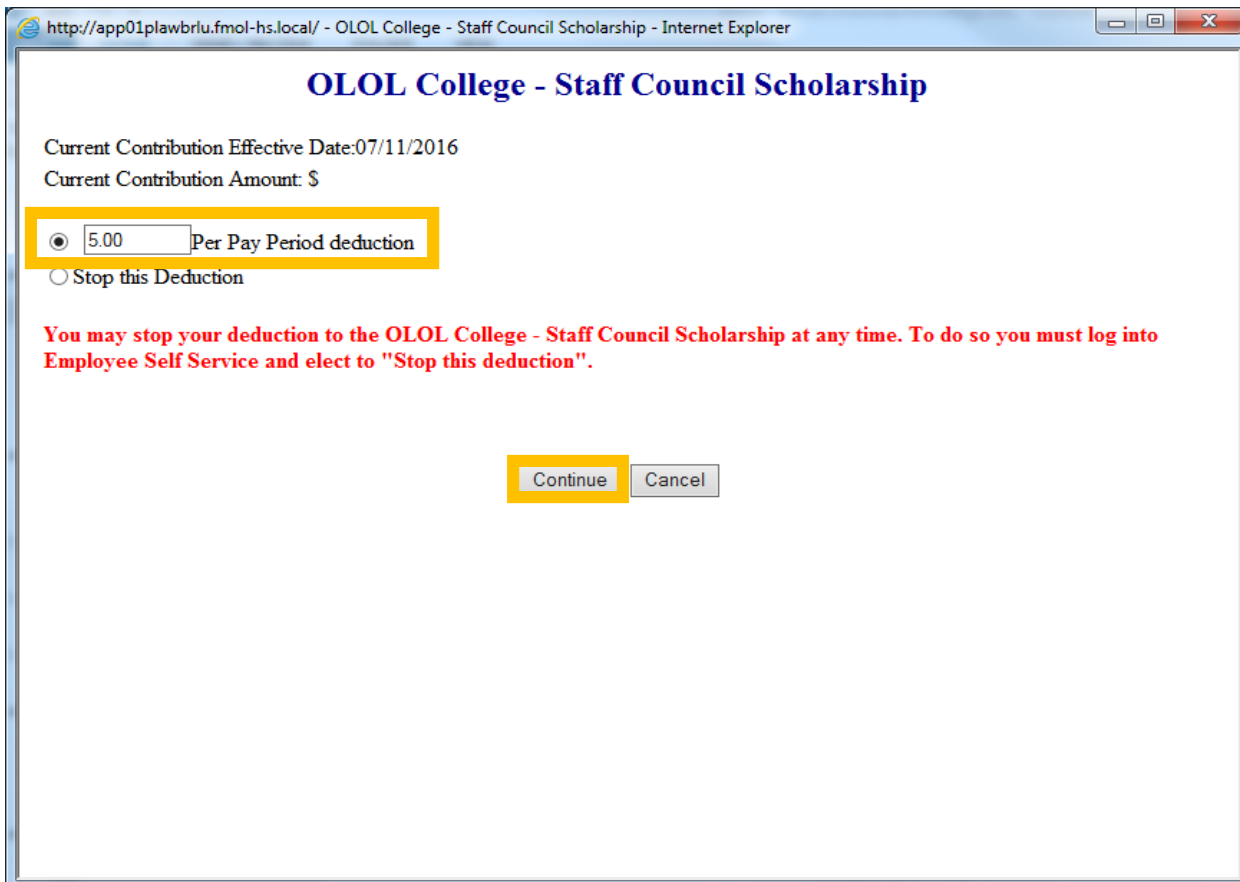 http://app01plawbrlu.fmol-hs.local/ - OLOL College - Staff Council Scholarship - Internet Explorer
OLOL College - Staff Council Scholarship
Current Contribution Effective Date:07/11/2016
Current Contribution Amount: $
5.00 Per Pay Period deduction
Stop this Deduction
You may stop your deduction to the OLOL College - Staff Council Scholarship at any time. To do so you must log into
Employee Self Service and elect to "Stop this deduction".
Continue Cancel